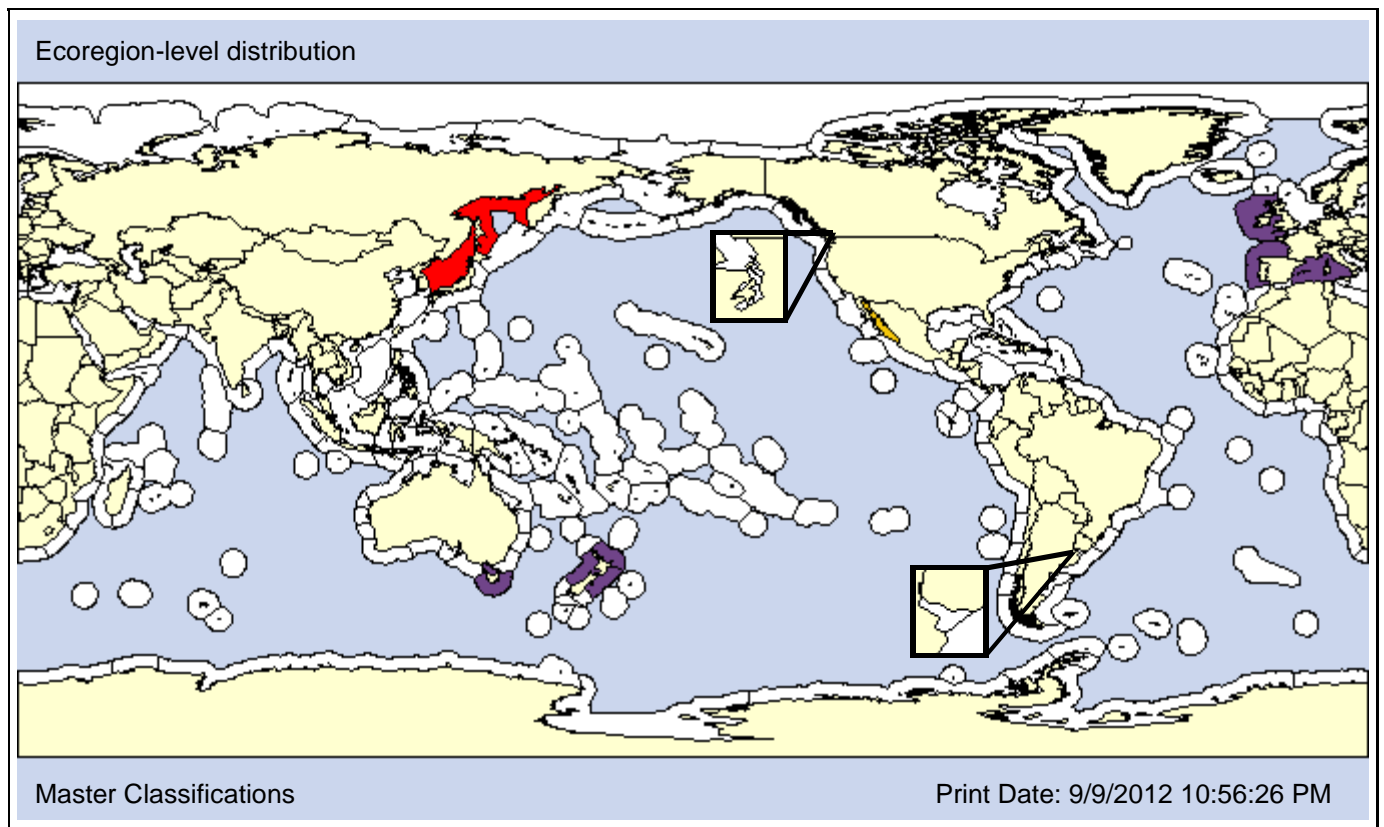 Ecoregion-level distribution
Master Classifications
Print Date: 9/9/2012 10:56:26 PM